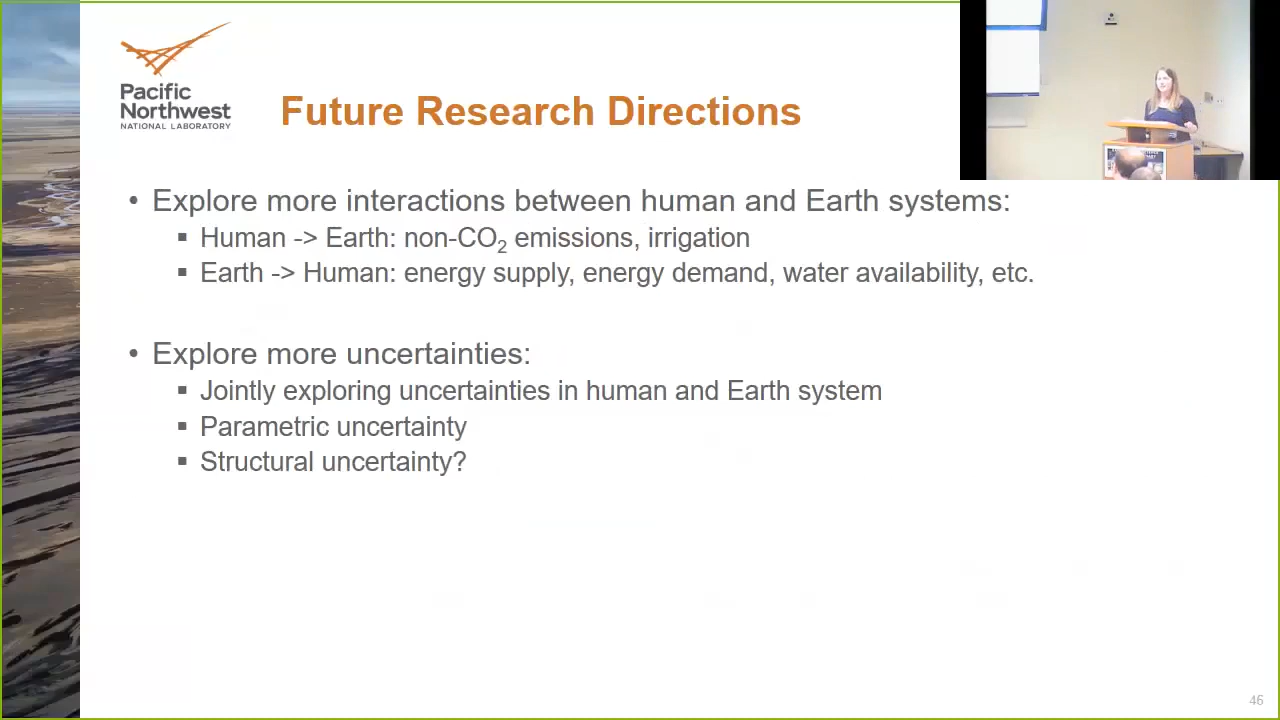 Pacific
Northwest
NATIONAL LABORATORY
Future Research Directions
• Explore more interactions between human and Earth systems:
▪ Human -> Earth: non-CO₂ emissions, irrigation
▪ Earth -> Human: energy supply, energy demand, water availability, etc.
• Explore more uncertainties:
▪ Jointly exploring uncertainties in human and Earth system
▪ Parametric uncertainty
▪ Structural uncertainty?
46